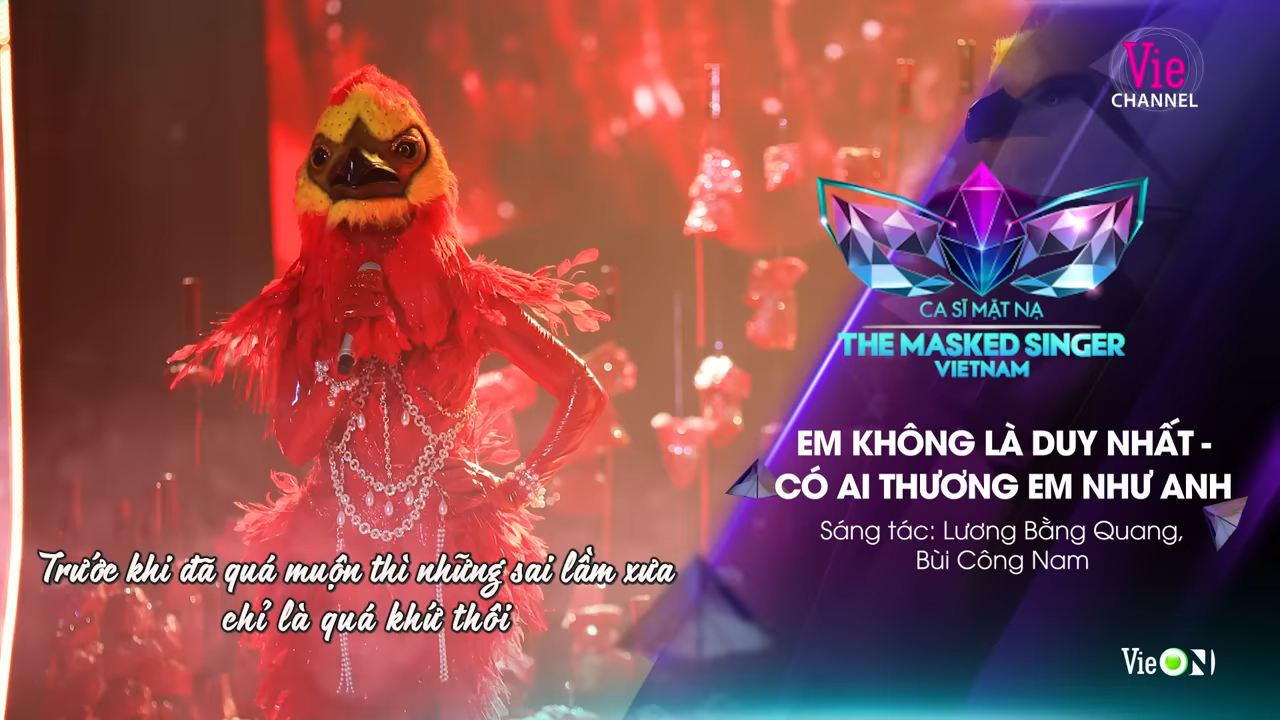 Vie
CHANNEL
CA SĨ MẶT NẠ
THE MASKED SINGER
VIETNAM
EM KHÔNG LÀ DUY NHẤT -
CÓ AI THƯƠNG EM NHƯ ANH
Sáng tác: Lương Bằng Quang,
Bùi Công Nam
Trước khi đã quá muộn thì những sai lầm xưa
chỉ là quá khứ thôi
VieON